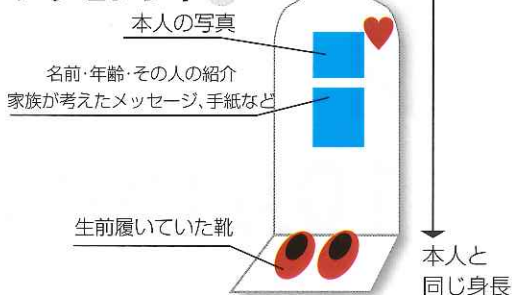 本人の写真
名前・年齢・その人の紹介
家族が考えたメッセージ、手紙など
生前履いていた靴
本人と
同じ身長